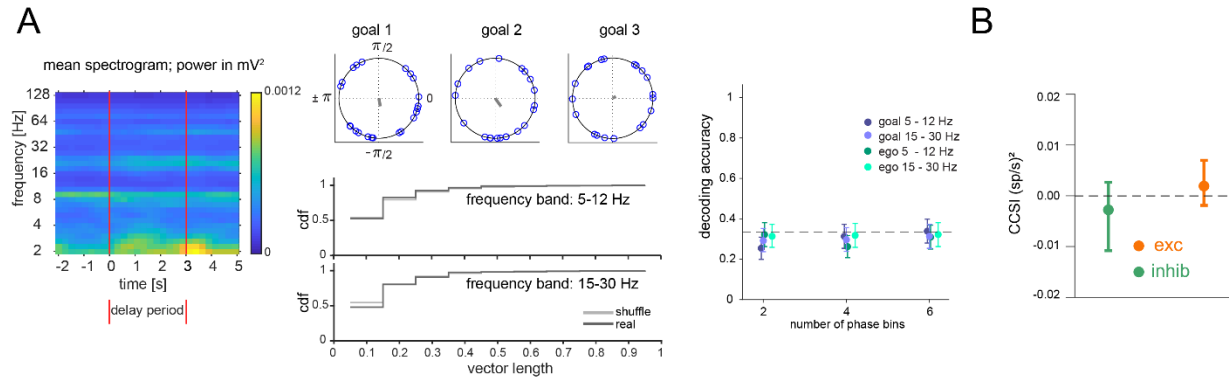 A
mean spectrogram; power in mV²
0.0012
0
frequency [Hz]
128
64
32
16
8
4
2
-2 -1 0 1 2 3 4 5
time [s]
delay period
goal 1 goal 2 goal 3
π/2
± π
0
-π/2
cdf
1
0.5
frequency band: 5-12 Hz
cdf
1
0.5
frequency band: 15-30 Hz
shuffle
real
0 0.1 0.2 0.3 0.4 0.5 0.6 0.7 0.8 0.9 1
vector length
decoding accuracy
1
0.8
0.6
0.4
0.2
0
goal 5 - 12 Hz
goal 15 - 30 Hz
ego 5 - 12 Hz
ego 15 - 30 Hz
2 4 6
number of phase bins
B
CCSI (sp/s)²
0.02
0.01
0.00
-0.01
-0.02
exc
inhib